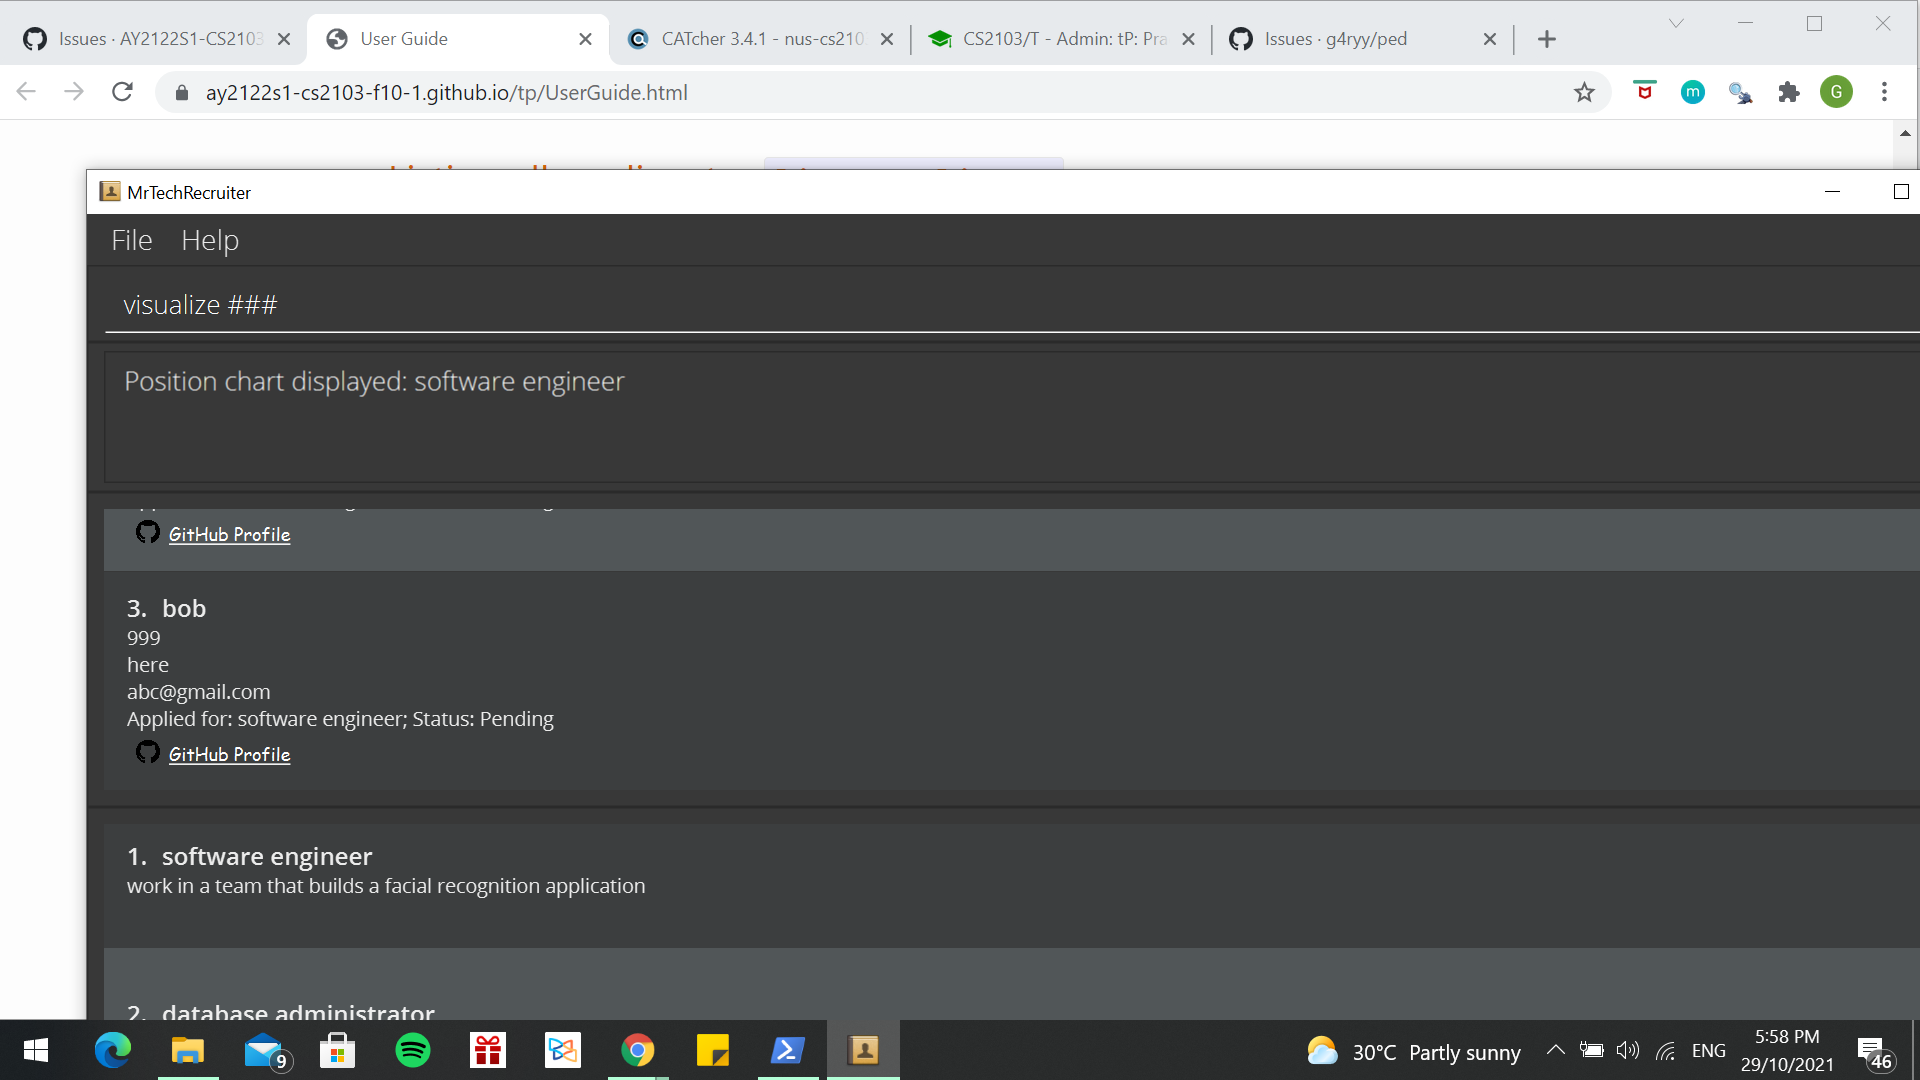 Issues · AY2122S1-CS2103
User Guide
CATcher 3.4.1 - nus-cs210
CS2103/T - Admin: tP: Pra
Issues · g4ryy/ped
ay2122s1-cs2103-f10-1.github.io/tp/UserGuide.html
m
G
MrTechRecruiter
File Help
visualize ###
Position chart displayed: software engineer
GitHub Profile
3. bob
999
here
abc@gmail.com
Applied for: software engineer; Status: Pending
GitHub Profile
1. software engineer
work in a team that builds a facial recognition application
2. database administrator
9
30°C Partly sunny
ENG
5:58 PM
29/10/2021
46